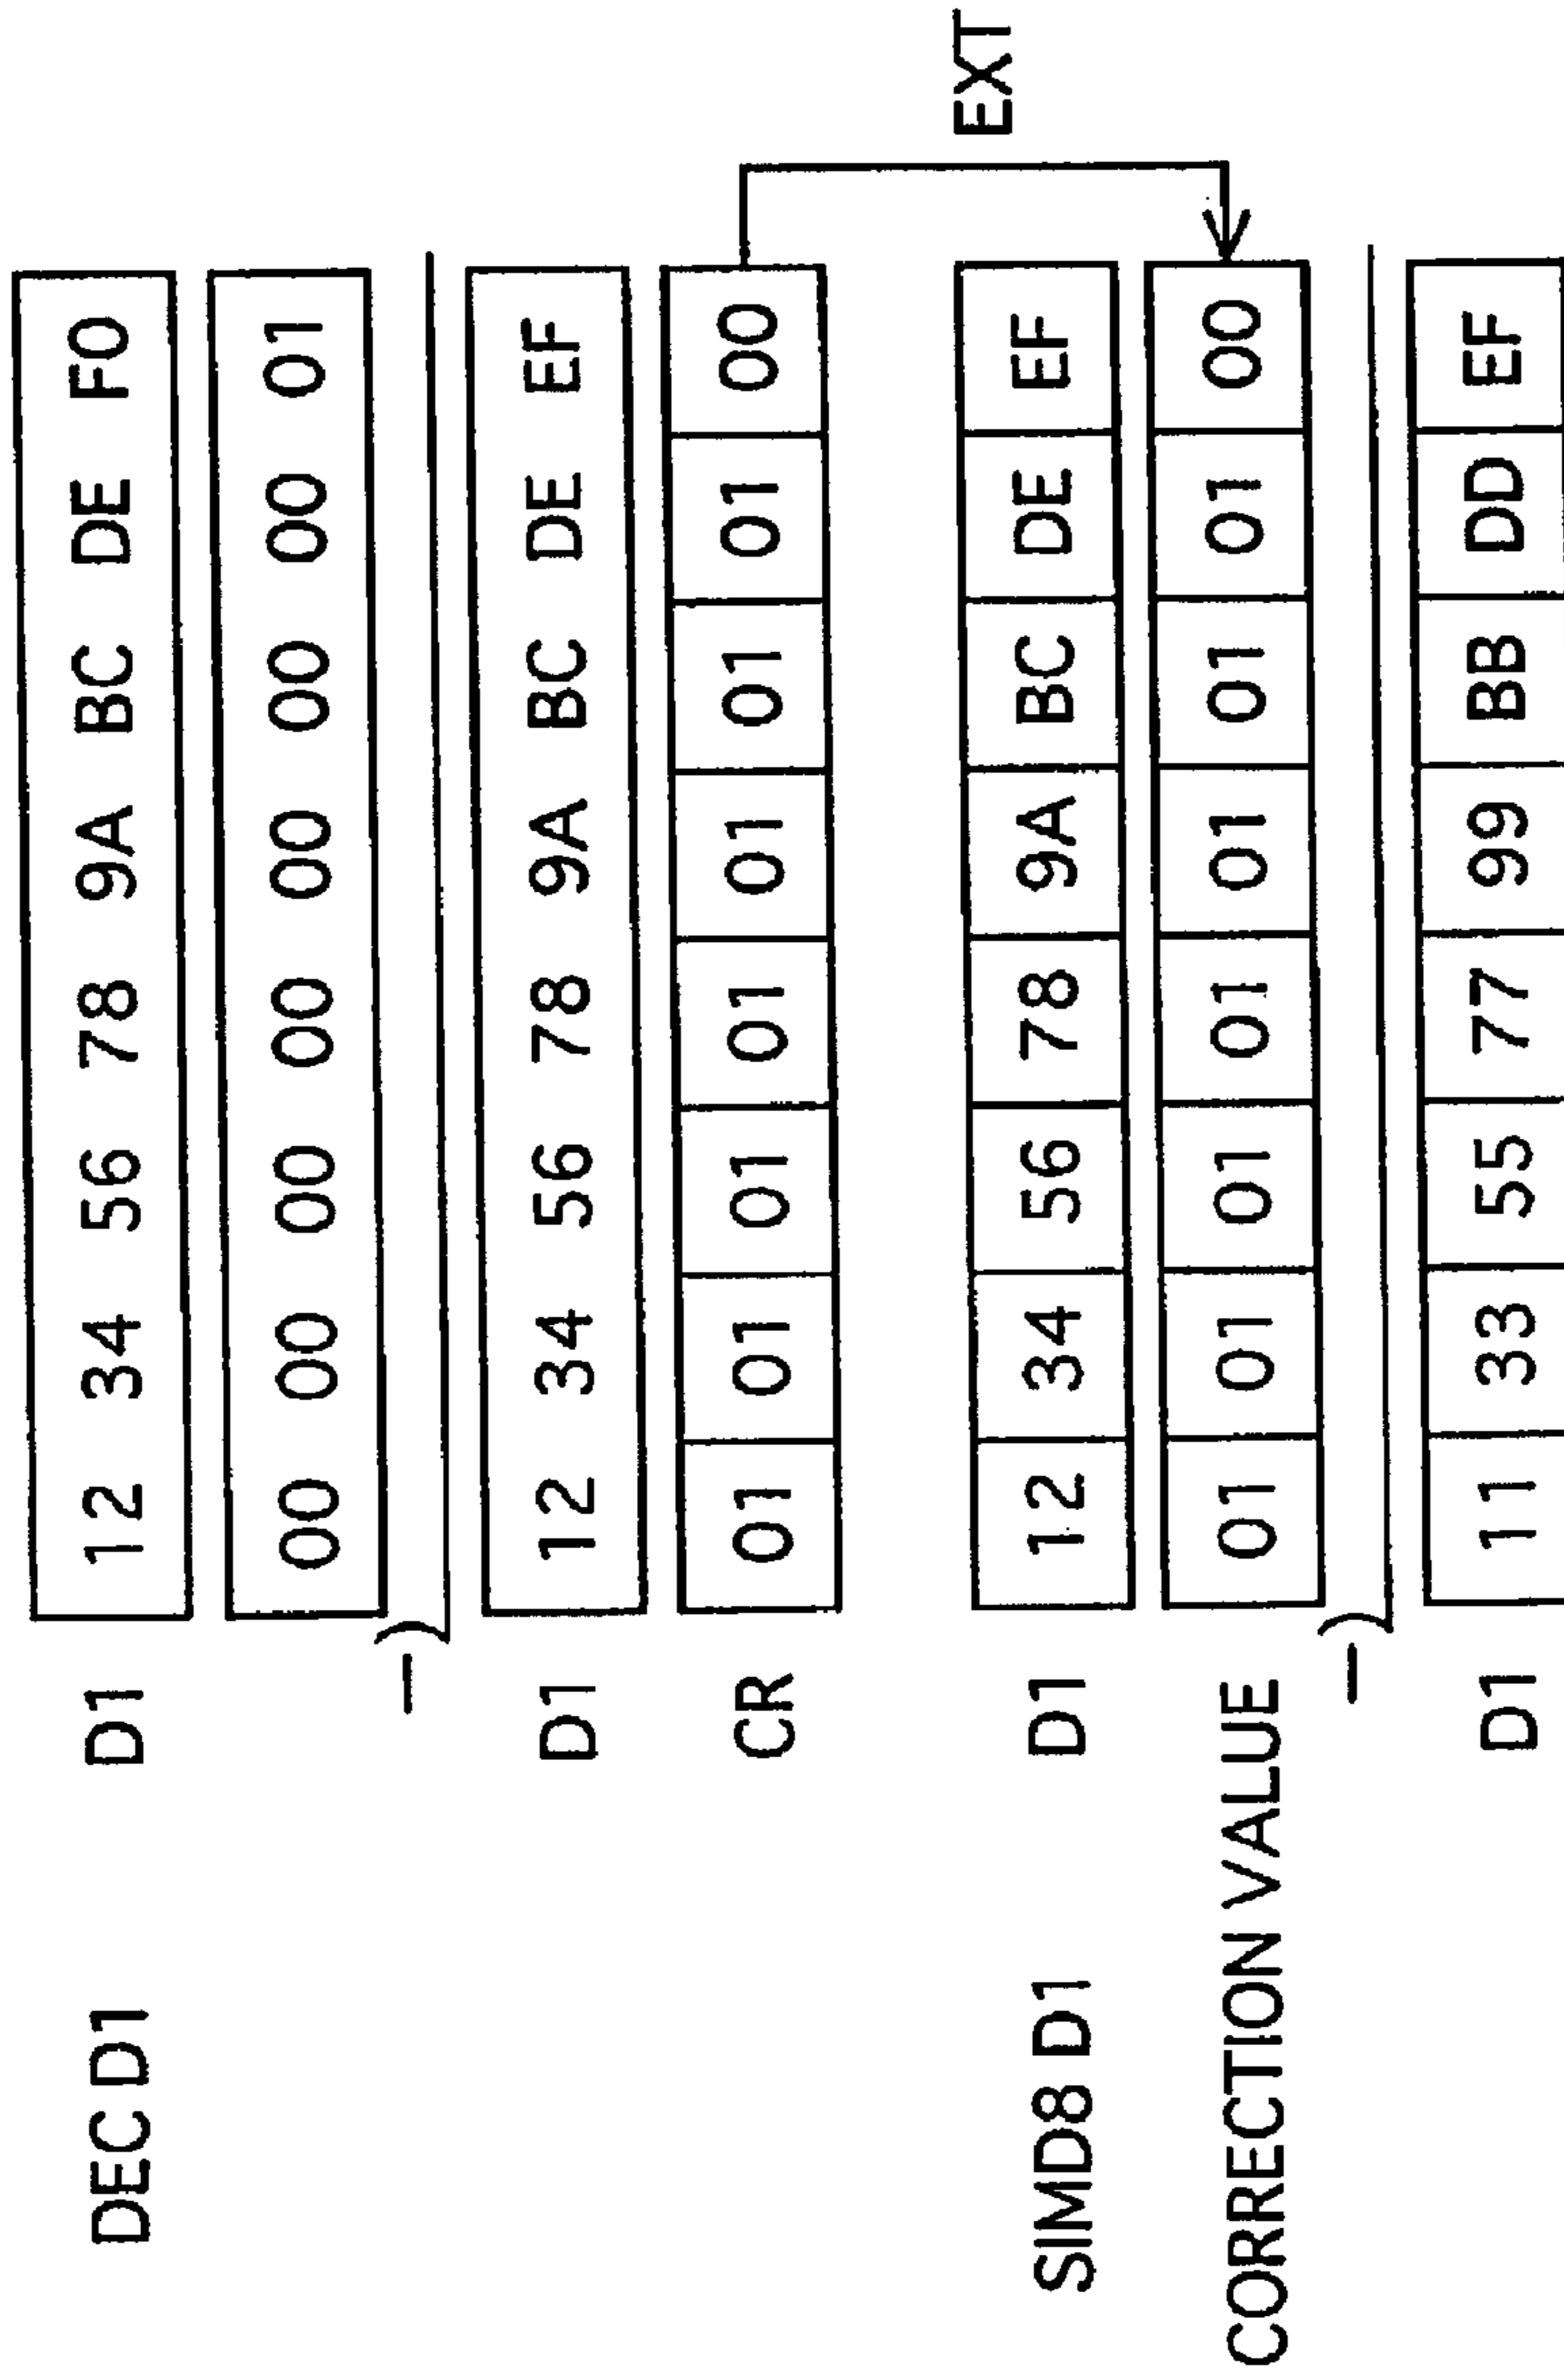 DEC D1 D1 12 34 56 78 9A BC DE F0
00 00 00 00 00 00 00 01
−)
D1 12 34 56 78 9A BC DE EF
CR 01 01 01 01 01 01 01 00
EXT
SIMD8 D1 D1 12 34 56 78 9A BC DE EF
CORRECTION VALUE 01 01 01 01 01 01 01 00
−)
D1 11 33 55 77 99 BB DD EF